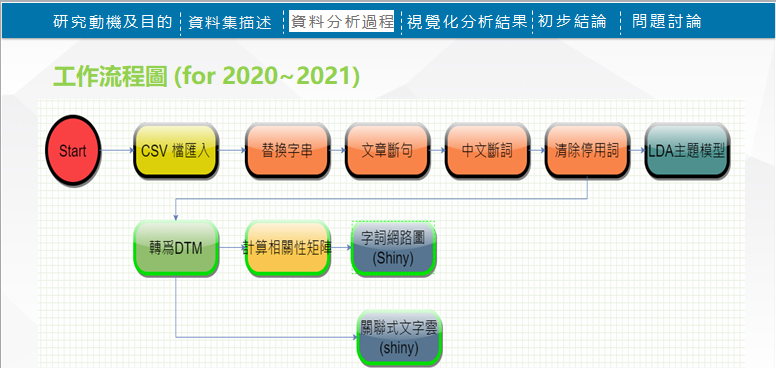 研究動機及目的
資料集描述
資料分析過程
視覺化分析結果
初步結論
問題討論
工作流程圖 (for 2020~2021)
Start
CSV 檔匯入
替換字串
文章斷句
中文斷詞
清除停用詞
LDA主題模型
轉為DTM
計算相關性矩陣
字詞網路圖
(Shiny)
關聯式文字雲
(shiny)